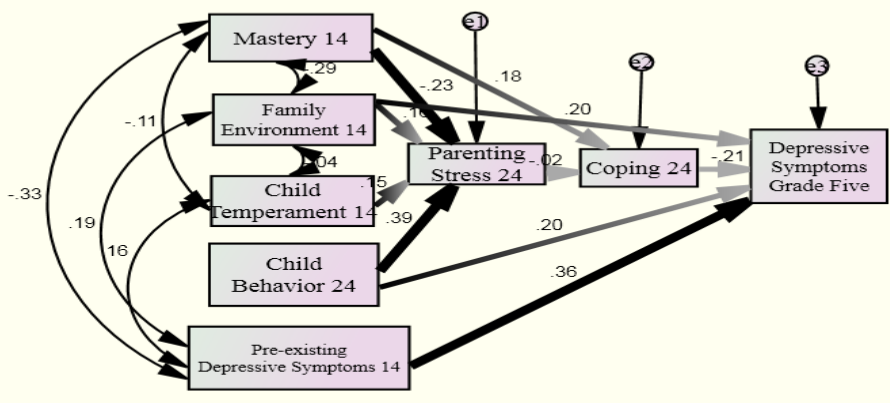 e1
Mastery 14
-.29
.18
e2
e3
-.23
.20
-.11
Family
Environment 14
.16
Parenting
Stress 24
-.02
Coping 24
-.21
Depressive
Symptoms
Grade Five
.04
.15
Child
Temperament 14
-.33
.39
.19
.20
16
Child
Behavior 24
.36
Pre-existing
Depressive Symptoms 14